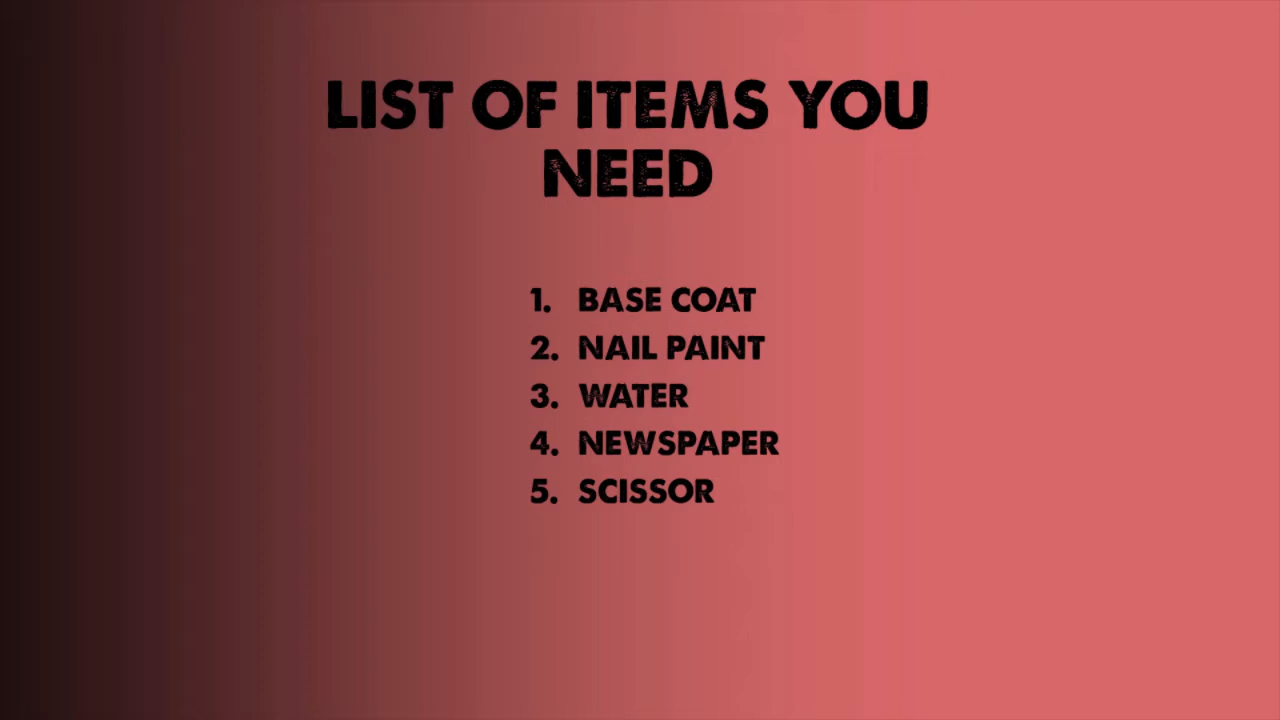 LIST OF ITEMS YOU
NEED
1. BASE COAT
2. NAIL PAINT
3. WATER
4. NEWSPAPER
5. SCISSOR